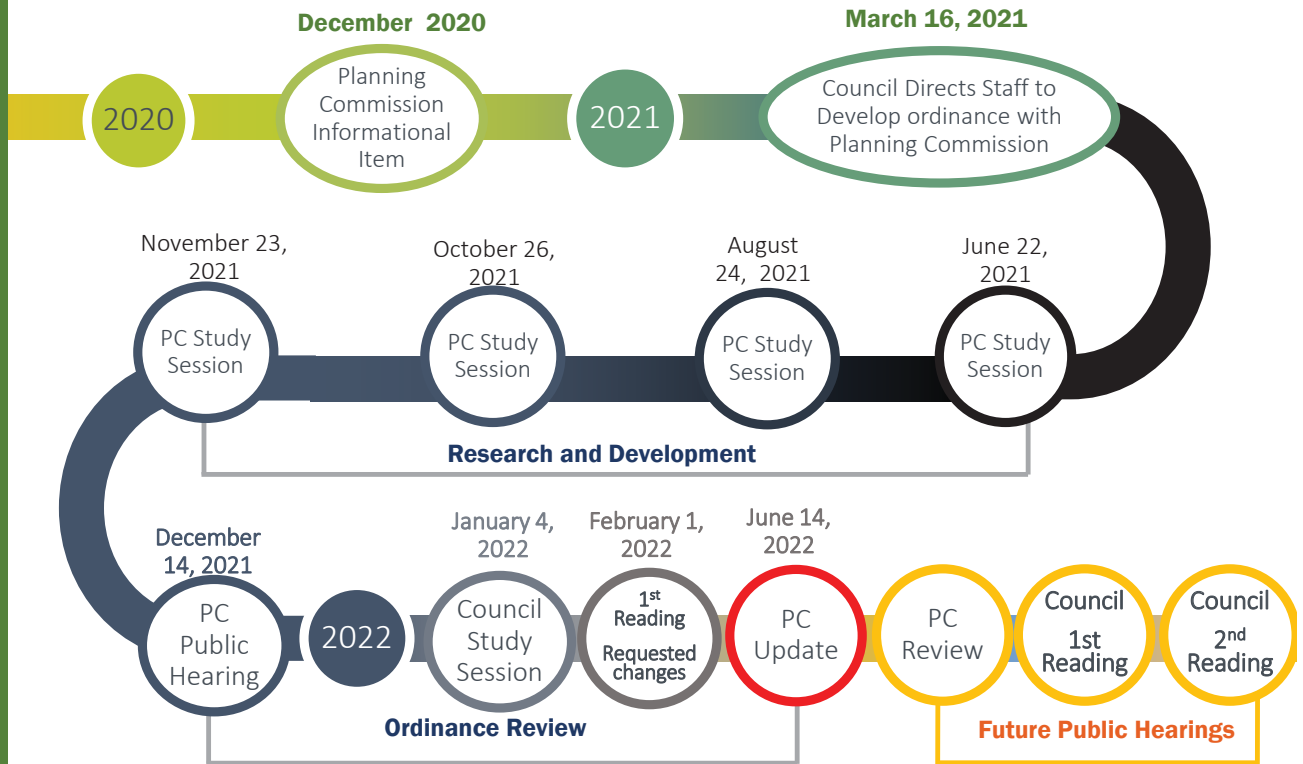 December 2020
March 16, 2021
2020
Planning
Commission
Informational
Item
2021
Council Directs Staff to
Develop ordinance with
Planning Commission
November 23,
2021
October 26,
2021
August
24, 2021
June 22,
2021
PC Study
Session
PC Study
Session
PC Study
Session
PC Study
Session
Research and Development
December
14, 2021
January 4,
2022
February 1,
2022
June 14,
2022
PC
Public
Hearing
2022
Council
Study
Session
1st
Reading
Requested
changes
PC
Update
PC
Review
Council
1st
Reading
Council
2nd
Reading
Ordinance Review
Future Public Hearings